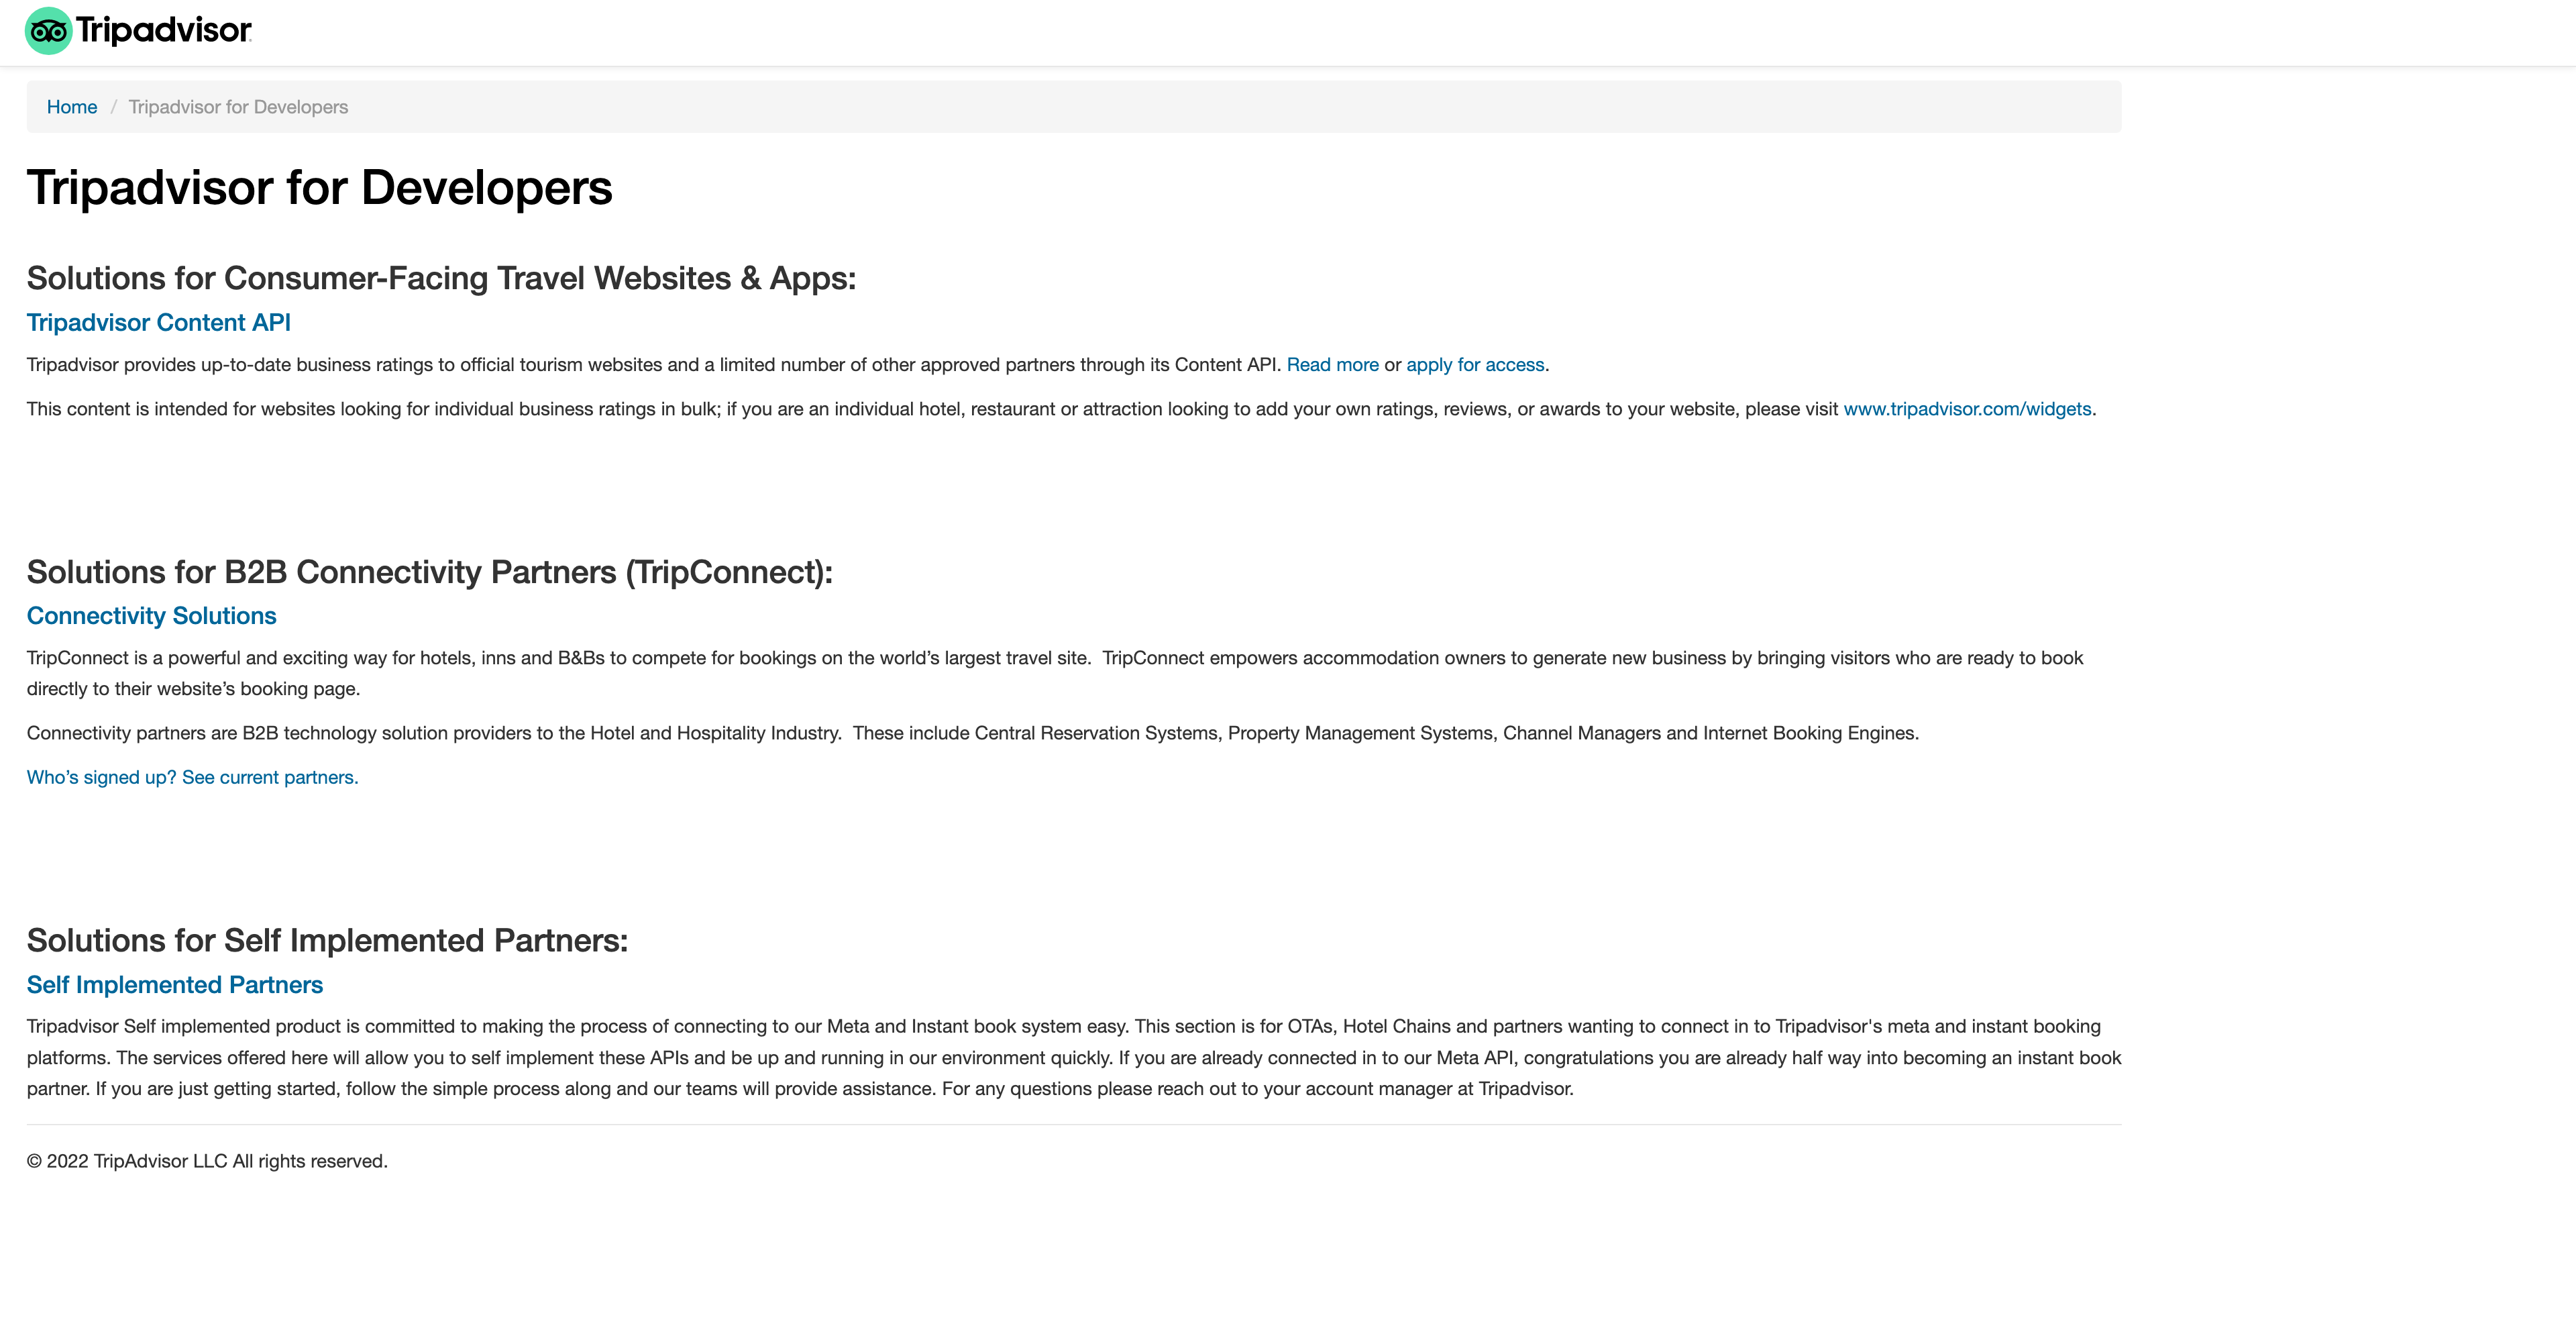 Tripadvisor
Home / Tripadvisor for Developers
Tripadvisor for Developers
Solutions for Consumer-Facing Travel Websites & Apps:
Tripadvisor Content API
Tripadvisor provides up-to-date business ratings to official tourism websites and a limited number of other approved partners through its Content API. Read more or apply for access.
This content is intended for websites looking for individual business ratings in bulk; if you are an individual hotel, restaurant or attraction looking to add your own ratings, reviews, or awards to your website, please visit www.tripadvisor.com/widgets.
Solutions for B2B Connectivity Partners (TripConnect):
Connectivity Solutions
TripConnect is a powerful and exciting way for hotels, inns and B&Bs to compete for bookings on the world’s largest travel site.  TripConnect empowers accommodation owners to generate new business by bringing visitors who are ready to book
directly to their website’s booking page.
Connectivity partners are B2B technology solution providers to the Hotel and Hospitality Industry.  These include Central Reservation Systems, Property Management Systems, Channel Managers and Internet Booking Engines.
Who’s signed up? See current partners.
Solutions for Self Implemented Partners:
Self Implemented Partners
Tripadvisor Self implemented product is committed to making the process of connecting to our Meta and Instant book system easy. This section is for OTAs, Hotel Chains and partners wanting to connect in to Tripadvisor's meta and instant booking
platforms. The services offered here will allow you to self implement these APIs and be up and running in our environment quickly. If you are already connected in to our Meta API, congratulations you are already half way into becoming an instant book
partner. If you are just getting started, follow the simple process along and our teams will provide assistance. For any questions please reach out to your account manager at Tripadvisor.
© 2022 TripAdvisor LLC All rights reserved.